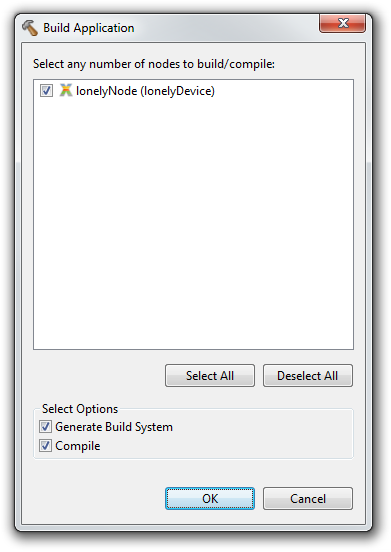 Build Application
Select any number of nodes to build/compile:
lonelyNode (lonelyDevice)
Select All Deselect All
Select Options
Generate Build System
Compile
OK Cancel